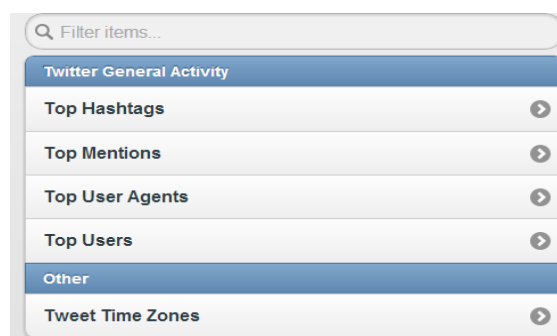 Filter items...
Twitter General Activity
Top Hashtags
Top Mentions
Top User Agents
Top Users
Other
Tweet Time Zones